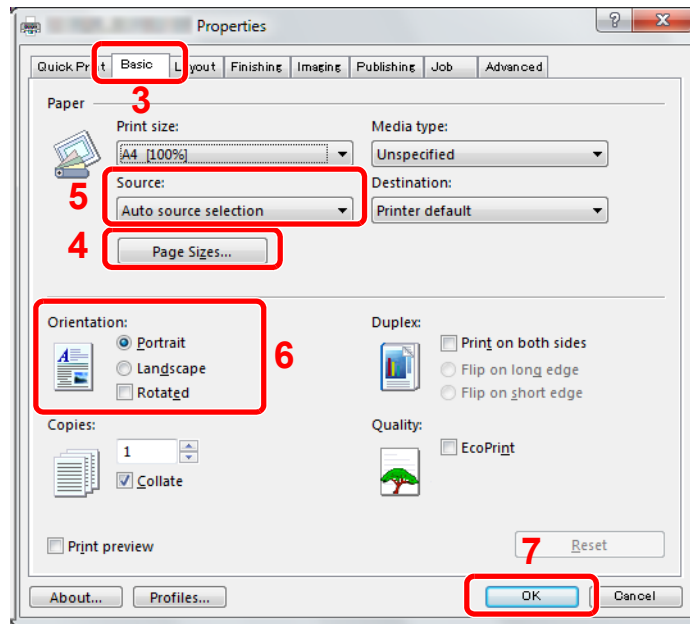 Properties
Quick Print Basic Layout Finishing Imaging Publishing Job Advanced
3
Paper
Print size: Media type:
A4 [100%] Unspecified
5 Source: Destination:
Auto source selection Printer default
4 Page Sizes...
Orientation: Duplex:
Portrait Print on both sides
6
A
Landscape Flip on long edge
Rotated Flip on short edge
Copies: Quality:
1 EcoPrint
Collate
7
Print preview Reset
About... Profiles... OK Cancel